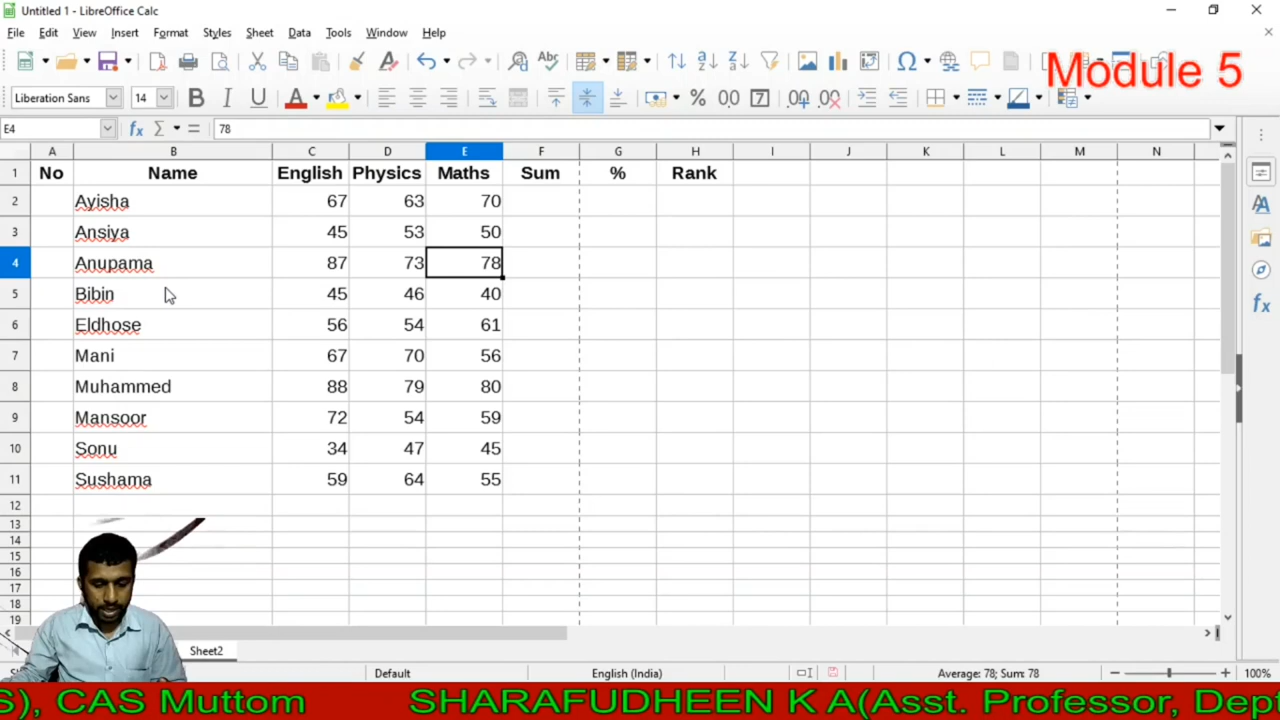 Untitled 1 - LibreOffice Calc
File Edit View Insert Format Styles Sheet Data Tools Window Help
Module 5
Liberation Sans 14
E4 78
A B C D E F G H I J K L M N
1 No Name English Physics Maths Sum % Rank
2 Ayisha 67 63 70
3 Ansiya 45 53 50
4 Anupama 87 73 78
5 Bibin 45 46 40
6 Eldhose 56 54 61
7 Mani 67 70 56
8 Muhammed 88 79 80
9 Mansoor 72 54 59
10 Sonu 34 47 45
11 Sushama 59 64 55
12
13
14
15
16
17
18
19
Sheet2
Default English (India) Average: 78; Sum: 78 100%
S), CAS Muttom SHARAFUDHEEN K A(Asst. Professor, Dept